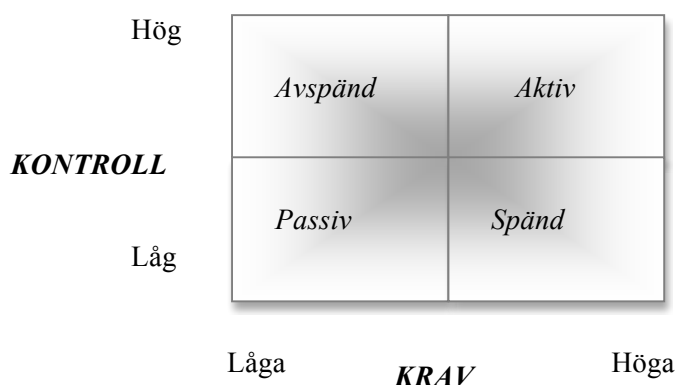 Hög
Avspänd Aktiv
KONTROLL
Passiv Spänd
Låg
Låga Höga
KRAV